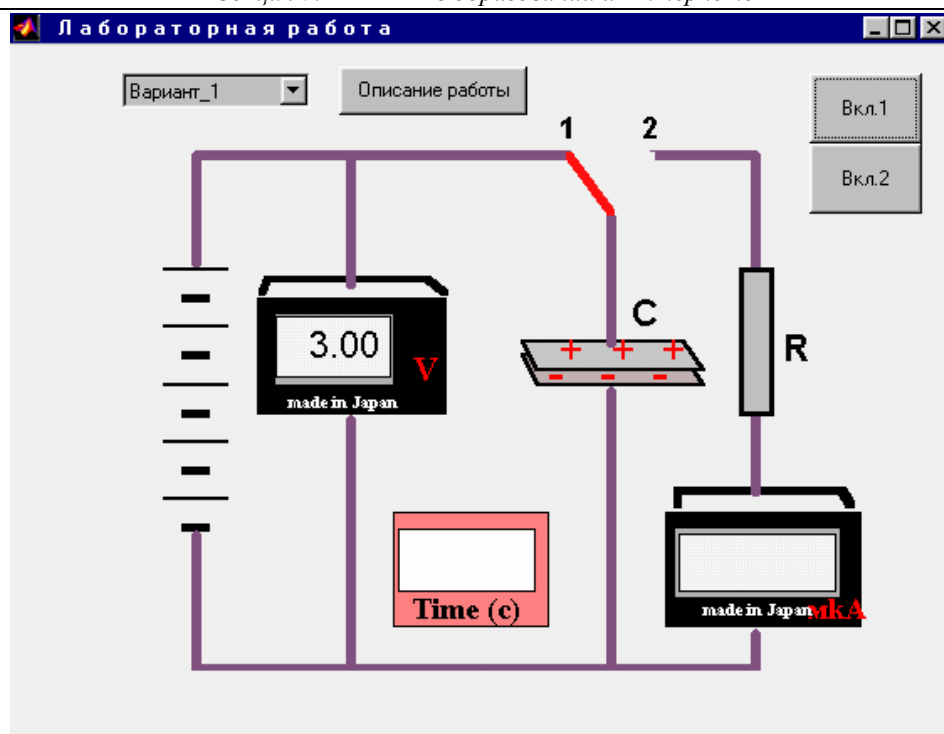 Лабораторная работа
Вариант_1
Описание работы
Вкл.1
Вкл.2
1
2
3.00
V
made in Japan
C
+ + +
- - -
R
Time (c)
made in Japan
мкА